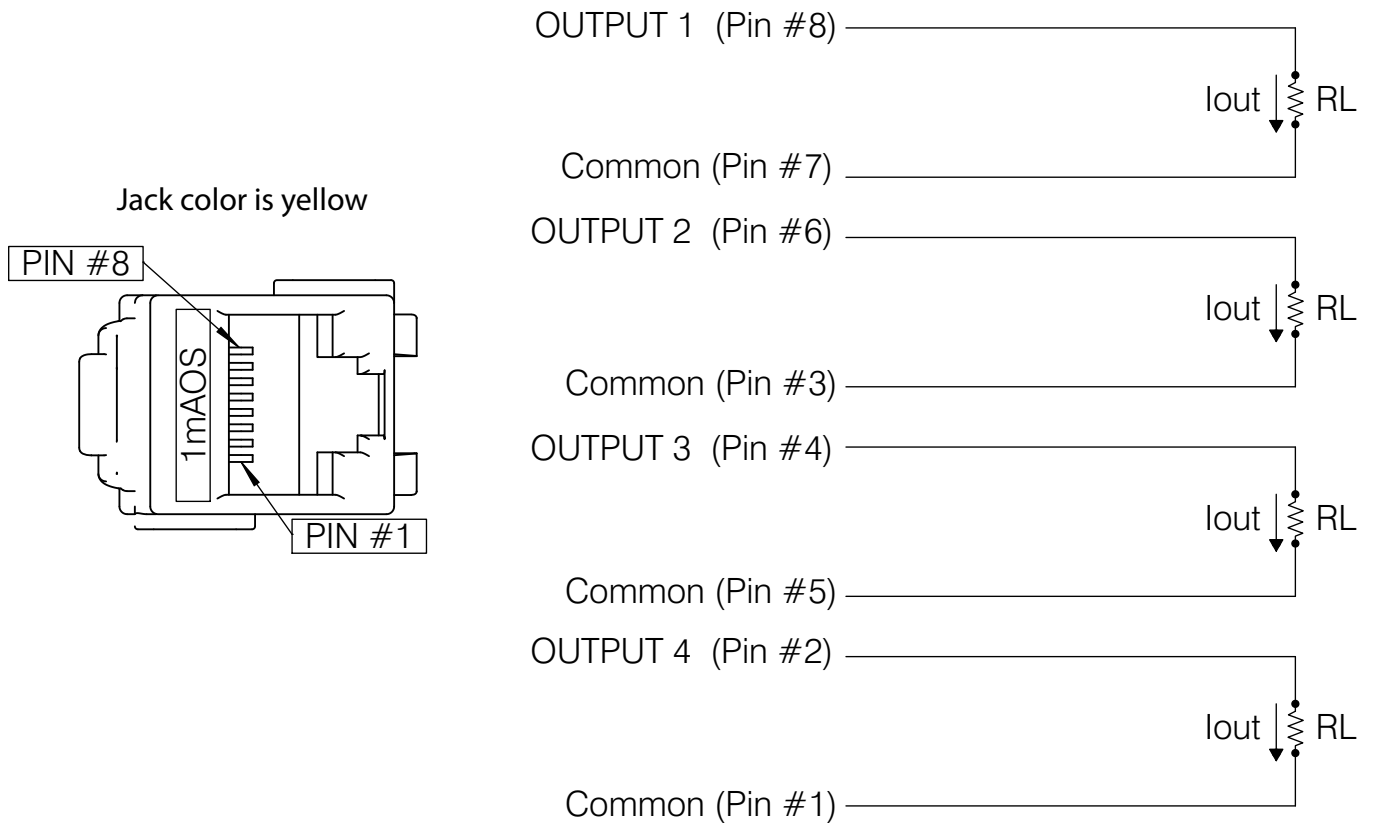 OUTPUT 1 (Pin #8)
Iout RL
Common (Pin #7)
Jack color is yellow
OUTPUT 2 (Pin #6)
PIN #8
Iout RL
1mAOS
Common (Pin #3)
OUTPUT 3 (Pin #4)
Iout RL
PIN #1
Common (Pin #5)
OUTPUT 4 (Pin #2)
Iout RL
Common (Pin #1)